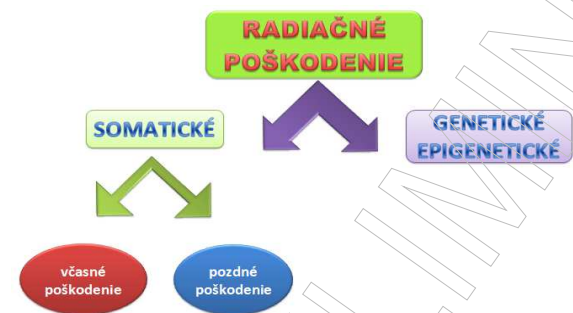 RADIAČNÉ
POŠKODENIE
SOMATICKÉ
GENETICKÉ
EPIGENETICKÉ
včasné
poškodenie
pozdné
poškodenie